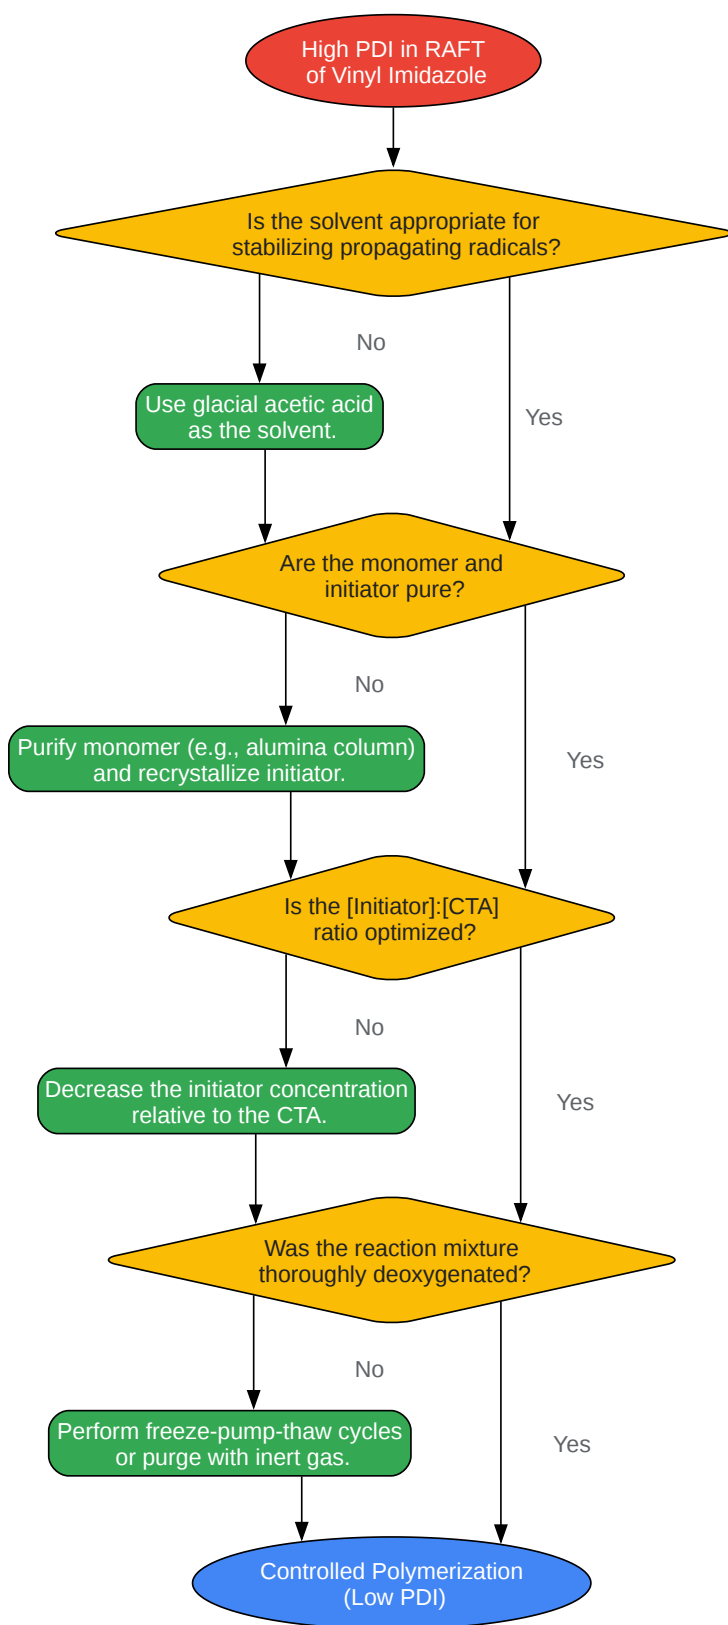 High PDI in RAFT
of Vinyl Imidazole
Is the solvent appropriate for
stabilizing propagating radicals?
No
Use glacial acetic acid
as the solvent.
Yes
Are the monomer and
initiator pure?
No
Purify monomer (e.g., alumina column)
and recrystallize initiator.
Yes
Is the [Initiator]:[CTA]
ratio optimized?
No
Decrease the initiator concentration
relative to the CTA.
Yes
Was the reaction mixture
thoroughly deoxygenated?
No
Perform freeze-pump-thaw cycles
or purge with inert gas.
Yes
Controlled Polymerization
(Low PDI)